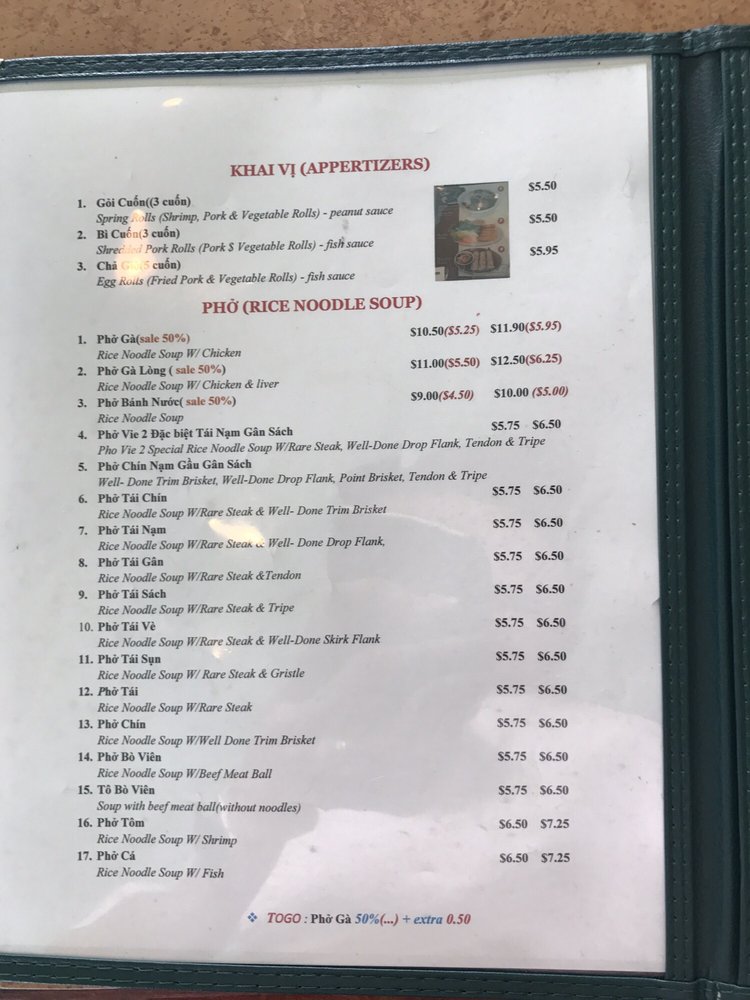 KHAI VỊ (APPERTIZERS)
1. Gỏi Cuốn((3 cuốn) $5.50
Spring Rolls (Shrimp, Pork & Vegetable Rolls) - peanut sauce
2. Bì Cuốn(3 cuốn) $5.50
Shredded Pork Rolls (Pork $ Vegetable Rolls) - fish sauce
3. Chả Giò(5 cuốn) $5.95
Egg Rolls (Fried Pork & Vegetable Rolls) - fish sauce
PHỞ (RICE NOODLE SOUP)
1. Phở Gà(sale 50%) $10.50($5.25) $11.90($5.95)
Rice Noodle Soup W/ Chicken
2. Phở Gà Lòng ( sale 50%) $11.00($5.50) $12.50($6.25)
Rice Noodle Soup W/ Chicken & liver
3. Phở Bánh Nước( sale 50%) $9.00($4.50) $10.00 ($5.00)
Rice Noodle Soup
4. Phở Vie 2 Đặc biệt Tái Nạm Gân Sách $5.75 $6.50
Pho Vie 2 Special Rice Noodle Soup W/Rare Steak, Well-Done Drop Flank, Tendon & Tripe
5. Phở Chín Nạm Gầu Gân Sách
Well- Done Trim Brisket, Well-Done Drop Flank, Point Brisket, Tendon & Tripe
6. Phở Tái Chín $5.75 $6.50
Rice Noodle Soup W/Rare Steak & Well- Done Trim Brisket
7. Phở Tái Nạm $5.75 $6.50
Rice Noodle Soup W/Rare Steak & Well- Done Drop Flank,
8. Phở Tái Gân $5.75 $6.50
Rice Noodle Soup W/Rare Steak &Tendon
9. Phở Tái Sách $5.75 $6.50
Rice Noodle Soup W/Rare Steak & Tripe
10. Phở Tái Vè $5.75 $6.50
Rice Noodle Soup W/Rare Steak & Well-Done Skirk Flank
11. Phở Tái Sụn $5.75 $6.50
Rice Noodle Soup W/ Rare Steak & Gristle
12. Phở Tái $5.75 $6.50
Rice Noodle Soup W/Rare Steak
13. Phở Chín $5.75 $6.50
Rice Noodle Soup W/Well Done Trim Brisket
14. Phở Bò Viên $5.75 $6.50
Rice Noodle Soup W/Beef Meat Ball
15. Tô Bò Viên $5.75 $6.50
Soup with beef meat ball(without noodles)
16. Phở Tôm $6.50 $7.25
Rice Noodle Soup W/ Shrimp
17. Phở Cá $6.50 $7.25
Rice Noodle Soup W/ Fish
❖ TOGO : Phở Gà 50%(...) + extra 0.50